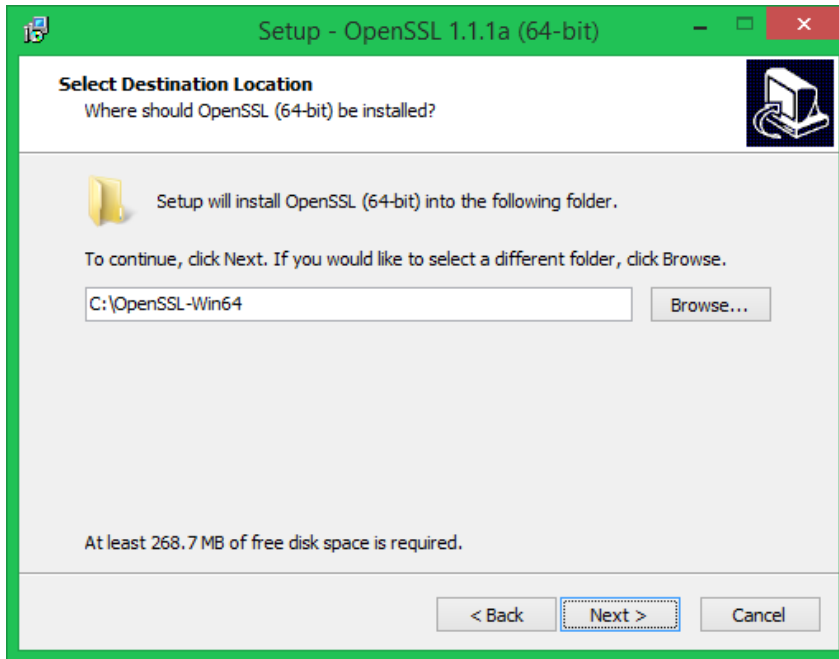 Setup - OpenSSL 1.1.1a (64-bit)
Select Destination Location
Where should OpenSSL (64-bit) be installed?
Setup will install OpenSSL (64-bit) into the following folder.
To continue, click Next. If you would like to select a different folder, click Browse.
C:\OpenSSL-Win64
Browse...
At least 268.7 MB of free disk space is required.
< Back
Next >
Cancel